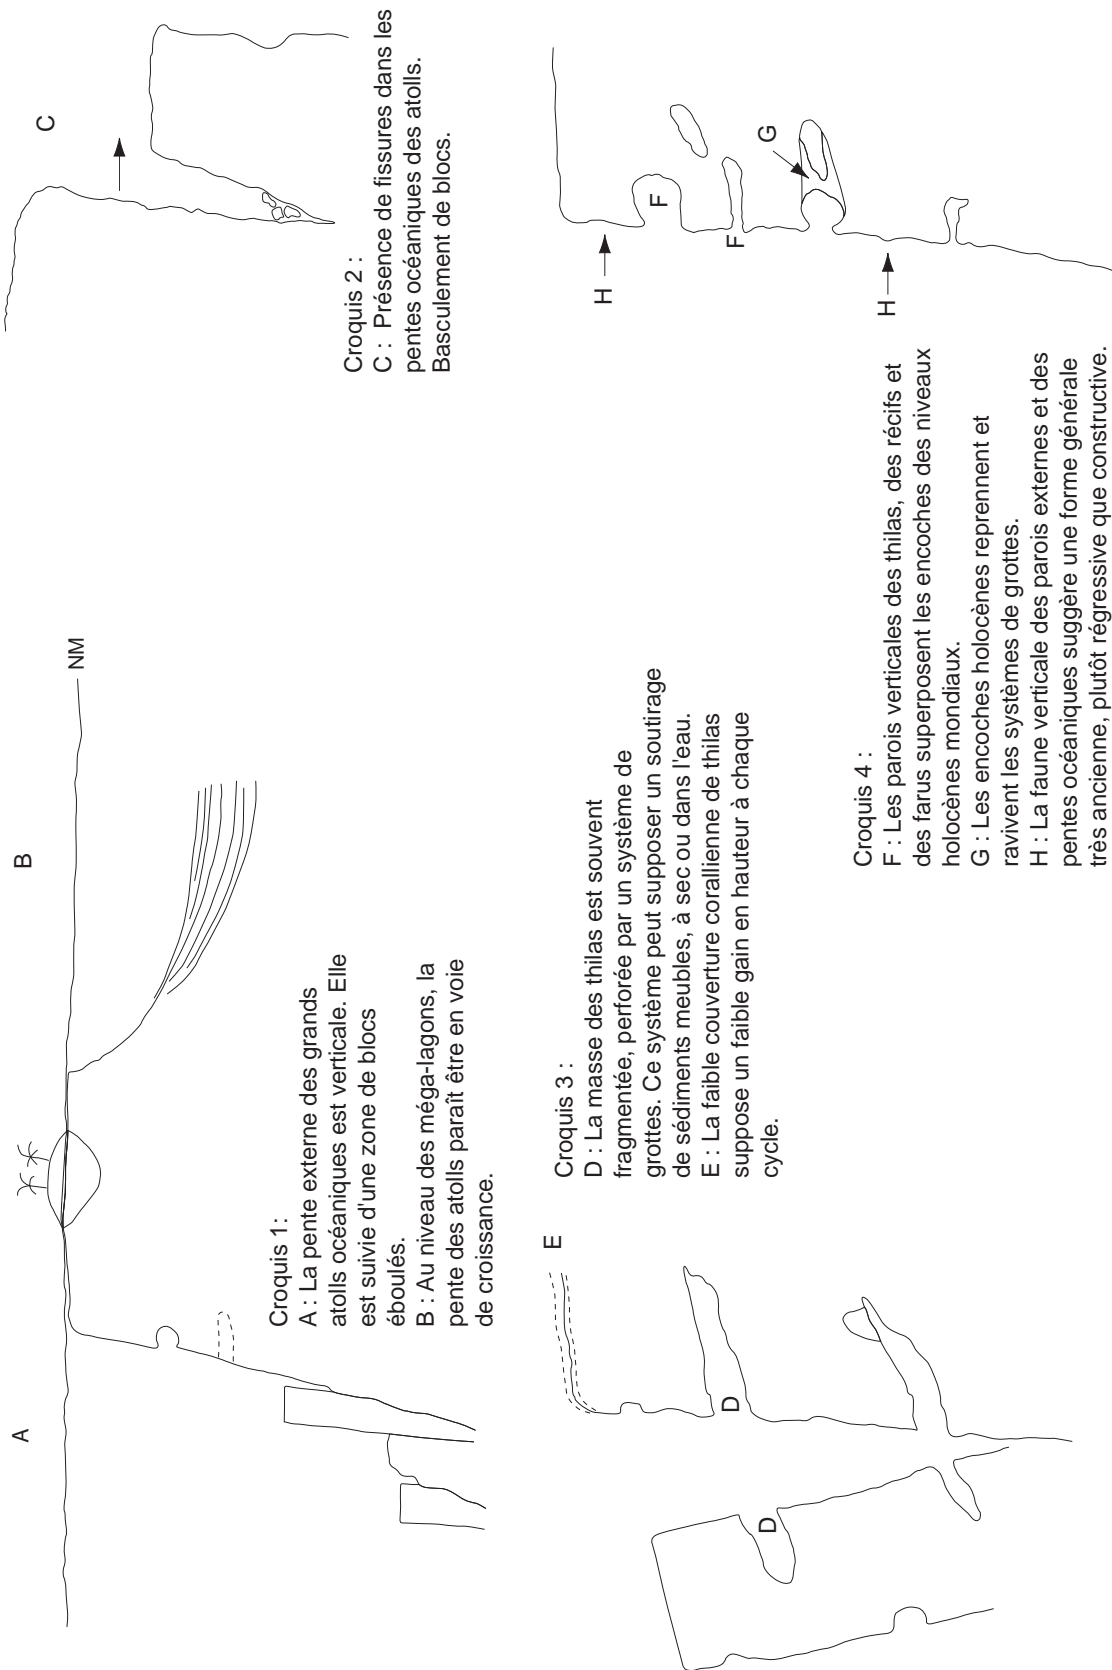 A
B
NM
Croquis 1 :
A : La pente externe des grands
atolls océaniques est verticale. Elle
est suivie d'une zone de blocs
éboulés.
B : Au niveau des méga-lagons, la
pente des atolls paraît être en voie
de croissance.
C
Croquis 2 :
C : Présence de fissures dans les
pentes océaniques des atolls.
Basculement de blocs.
D
D
E
Croquis 3 :
D : La masse des thilas est souvent
fragmentée, perforée par un système de
grottes. Ce système peut supposer un soutirage
de sédiments meubles, à sec ou dans l'eau.
E : La faible couverture corallienne de thilas
suppose un faible gain en hauteur à chaque
cycle.
H
F
F
G
H
Croquis 4 :
F : Les parois verticales des thilas, des récifs et
des farus superposent les encoches des niveaux
holocènes mondiaux.
G : Les encoches holocènes reprennent et
ravivent les systèmes de grottes.
H : La faune verticale des parois externes et des
pentes océaniques suggère une forme générale
très ancienne, plutôt régressive que constructive.